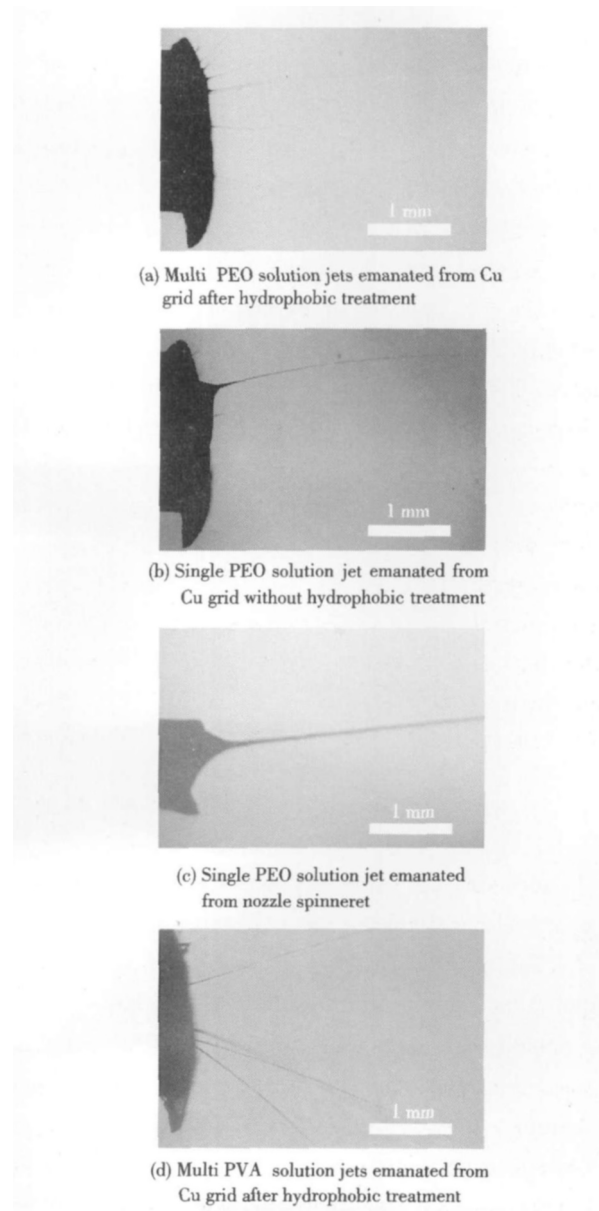 1 mm
(a) Multi PEO solution jets emanated from Cu
grid after hydrophobic treatment
1 mm
(b) Single PEO solution jet emanated from
Cu grid without hydrophobic treatment
1 mm
(c) Single PEO solution jet emanated
from nozzle spinneret
1 mm
(d) Multi PVA solution jets emanated from
Cu grid after hydrophobic treatment